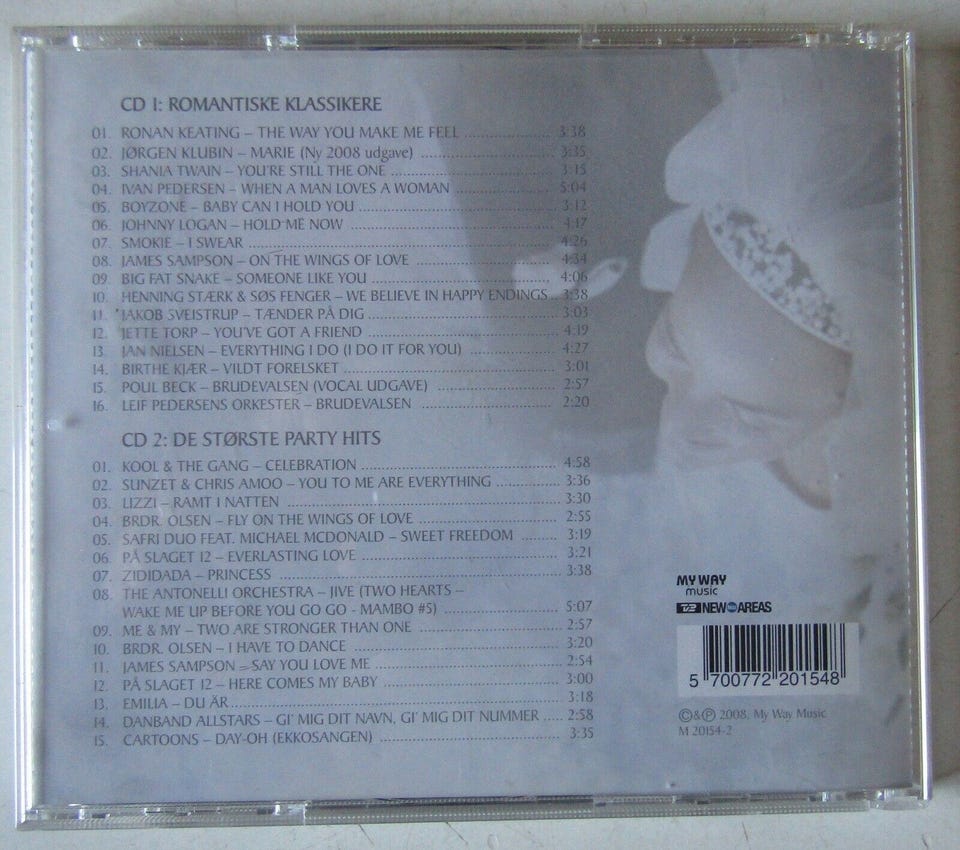 CD 1: ROMANTISKE KLASSIKERE
01. RONAN KEATING – THE WAY YOU MAKE ME FEEL 3:38
02. JØRGEN KLUBIN – MARIE (Ny 2008 udgave) 3:35
03. SHANIA TWAIN – YOU'RE STILL THE ONE 3:15
04. IVAN PEDERSEN – WHEN A MAN LOVES A WOMAN 5:04
05. BOYZONE – BABY CAN I HOLD YOU 3:12
06. JOHNNY LOGAN – HOLD ME NOW 4:17
07. SMOKIE – I SWEAR 4:26
08. JAMES SAMPSON – ON THE WINGS OF LOVE 4:34
09. BIG FAT SNAKE – SOMEONE LIKE YOU 4:06
10. HENNING STÆRK & SØS FENGER – WE BELIEVE IN HAPPY ENDINGS 3:38
11. JAKOB SVEISTRUP – TÆNDER PÅ DIG 3:03
12. JETTE TORP – YOU'VE GOT A FRIEND 4:19
13. JAN NIELSEN – EVERYTHING I DO (I DO IT FOR YOU) 4:27
14. BIRTHE KJÆR – VILDT FORELSKET 3:01
15. POUL BECK – BRUDEVALSEN (VOCAL UDGAVE) 2:57
16. LEIF PEDERSENS ORKESTER – BRUDEVALSEN 2:20
CD 2: DE STØRSTE PARTY HITS
01. KOOL & THE GANG – CELEBRATION 4:58
02. SUNZET & CHRIS AMOO – YOU TO ME ARE EVERYTHING 3:36
03. LIZZI – RAMT I NATTEN 3:30
04. BRDR. OLSEN – FLY ON THE WINGS OF LOVE 2:55
05. SAFRI DUO FEAT. MICHAEL MCDONALD – SWEET FREEDOM 3:19
06. PÅ SLAGET 12 – EVERLASTING LOVE 3:21
07. ZIDIDADA – PRINCESS 3:38
08. THE ANTONELLI ORCHESTRA – JIVE (TWO HEARTS –
WAKE ME UP BEFORE YOU GO GO - MAMBO #5) 5:07
09. ME & MY – TWO ARE STRONGER THAN ONE 2:57
10. BRDR. OLSEN – I HAVE TO DANCE 3:20
11. JAMES SAMPSON – SAY YOU LOVE ME 2:54
12. PÅ SLAGET 12 – HERE COMES MY BABY 3:00
13. EMILIA – DU ÄR 3:18
14. DANBAND ALLSTARS – GI' MIG DIT NAVN, GI' MIG DIT NUMMER 2:58
15. CARTOONS – DAY-OH (EKKOSANGEN) 3:35
MY WAY
music
NEW AREAS
5 700772 201548
©&℗ 2008, My Way Music
M 20154-2